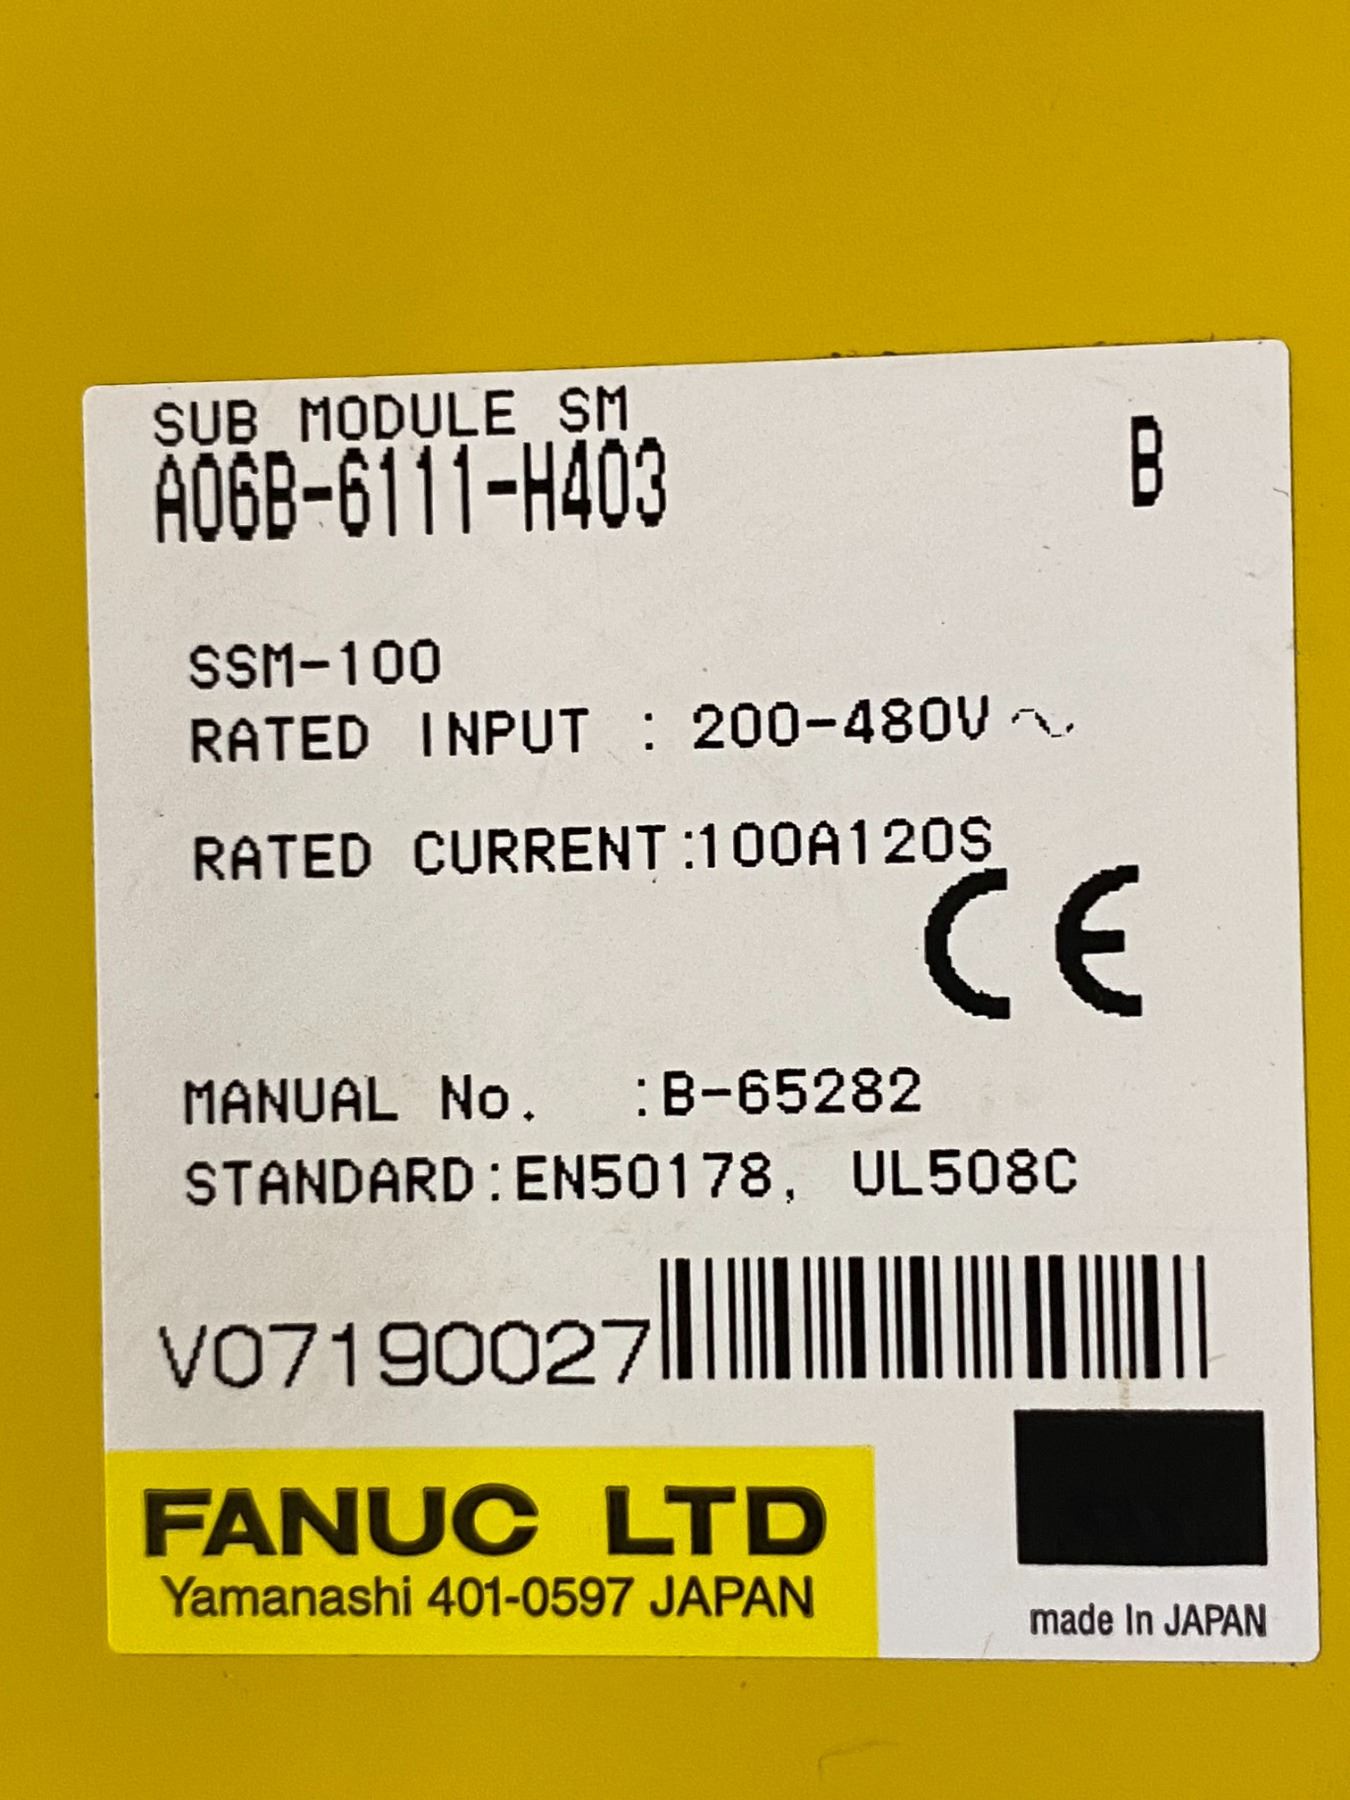 SUB MODULE SM
A06B-6111-H403 B
SSM-100
RATED INPUT : 200-480V ~
RATED CURRENT:100A120S
CE
MANUAL No. :B-65282
STANDARD:EN50178, UL508C
V07190027
FANUC LTD
Yamanashi 401-0597 JAPAN
made In JAPAN